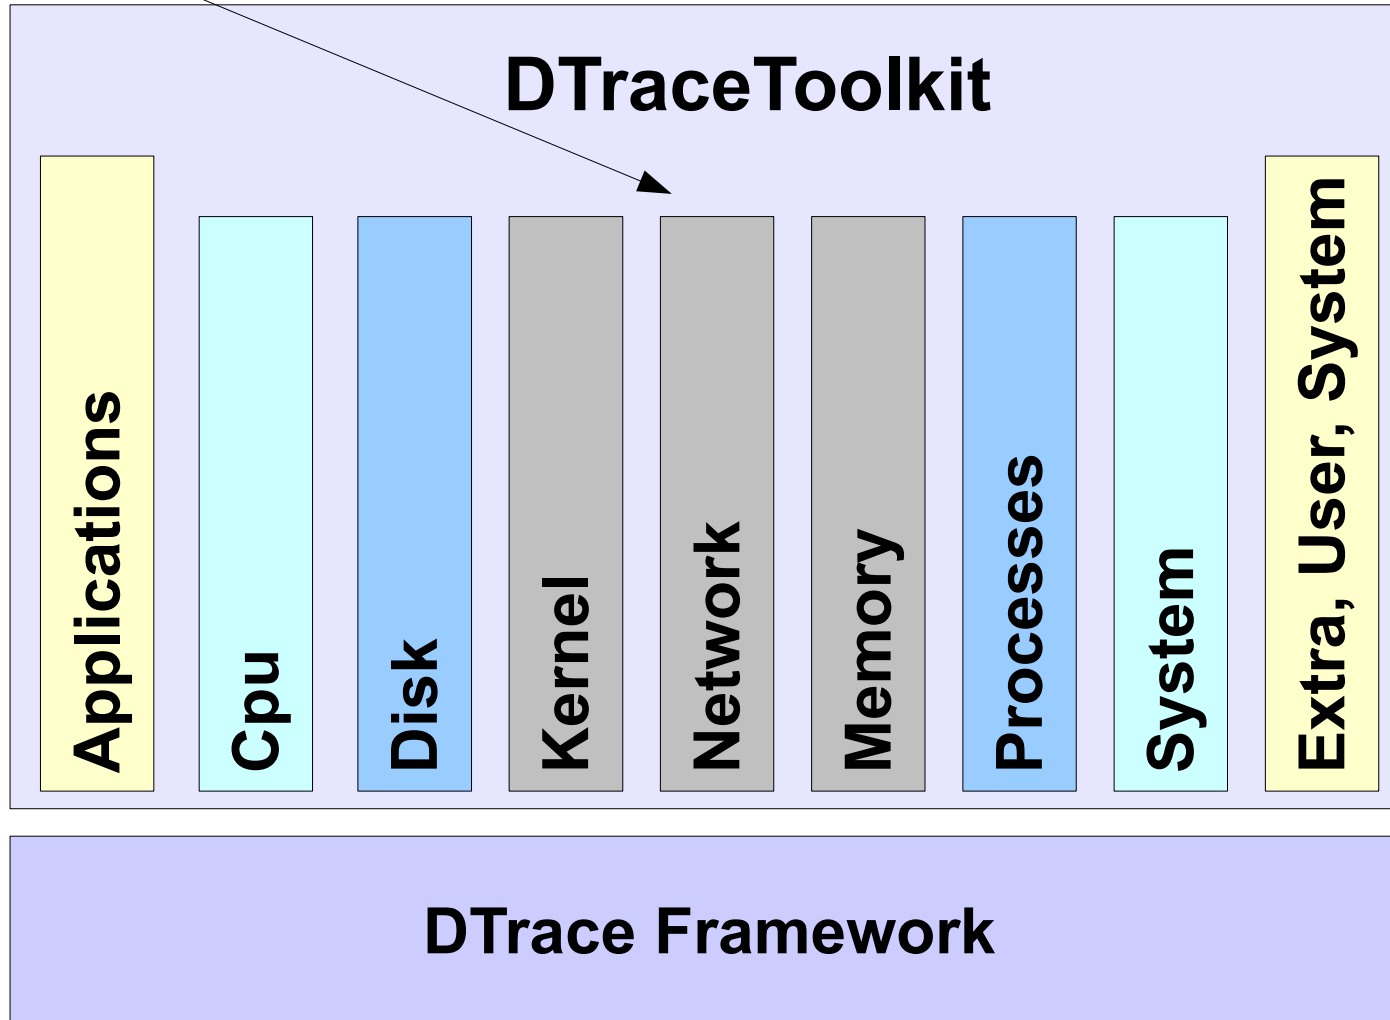 DTraceToolkit
Applications
Cpu
Disk
Kernel
Network
Memory
Processes
System
Extra, User, System
DTrace Framework